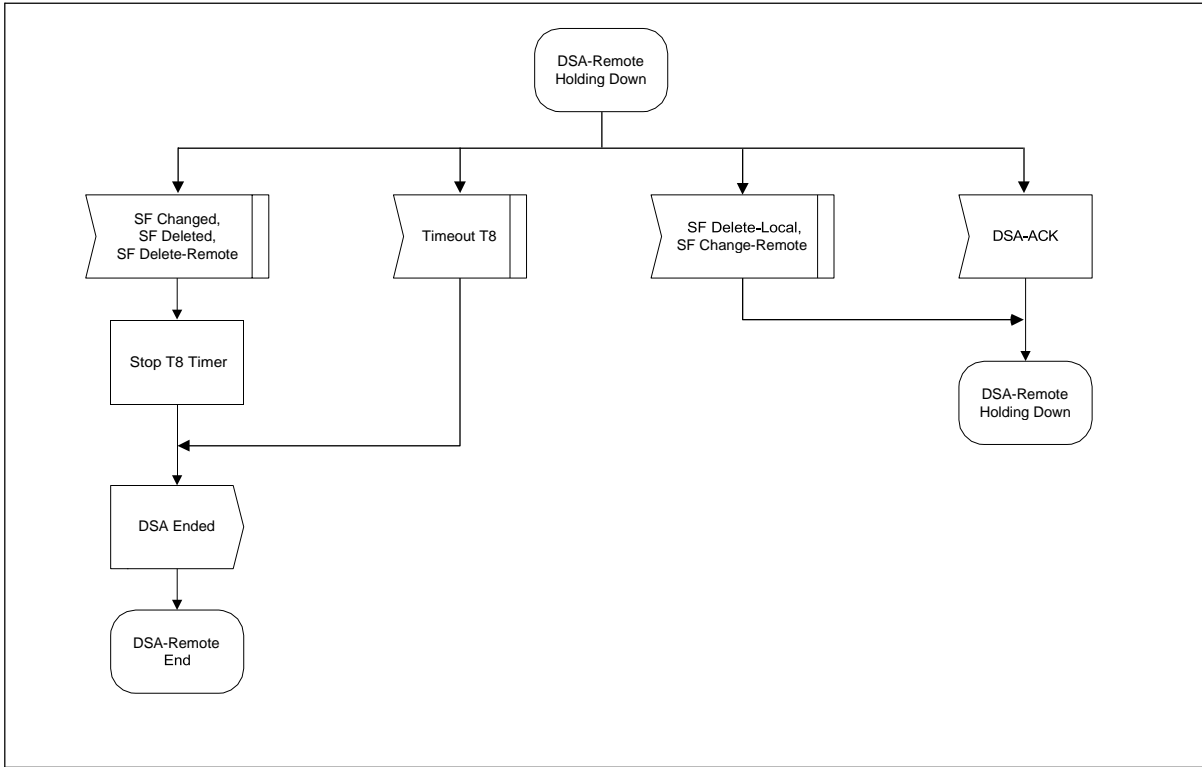 DSA-Remote
Holding Down
SF Changed,
SF Deleted,
SF Delete-Remote
Timeout T8
SF Delete-Local,
SF Change-Remote
DSA-ACK
Stop T8 Timer
DSA-Remote
Holding Down
DSA Ended
DSA-Remote
End